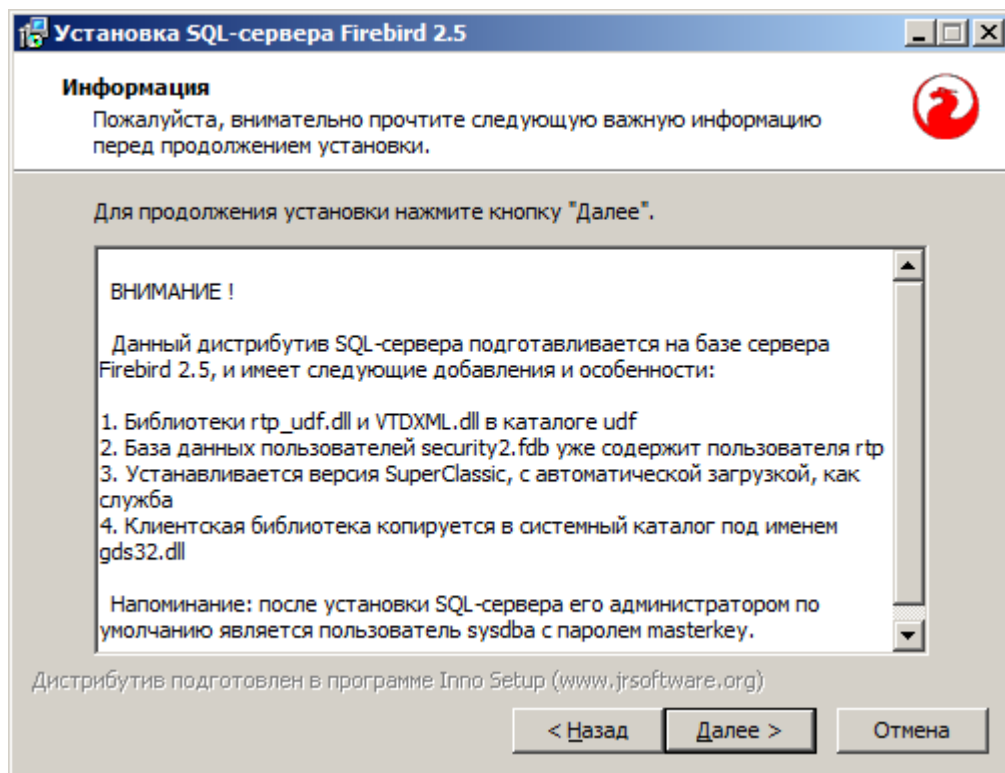 Установка SQL-сервера Firebird 2.5
Информация
Пожалуйста, внимательно прочтите следующую важную информацию
перед продолжением установки.
Для продолжения установки нажмите кнопку "Далее".
ВНИМАНИЕ !
Данный дистрибутив SQL-сервера подготавливается на базе сервера
Firebird 2.5, и имеет следующие добавления и особенности:
1. Библиотеки rtp_udf.dll и VTDXML.dll в каталоге udf
2. База данных пользователей security2.fdb уже содержит пользователя rtp
3. Устанавливается версия SuperClassic, с автоматической загрузкой, как
служба
4. Клиентская библиотека копируется в системный каталог под именем
gds32.dll
Напоминание: после установки SQL-сервера его администратором по
умолчанию является пользователь sysdba с паролем masterkey.
Дистрибутив подготовлен в программе Inno Setup (www.jrsoftware.org)
< Назад Далее > Отмена